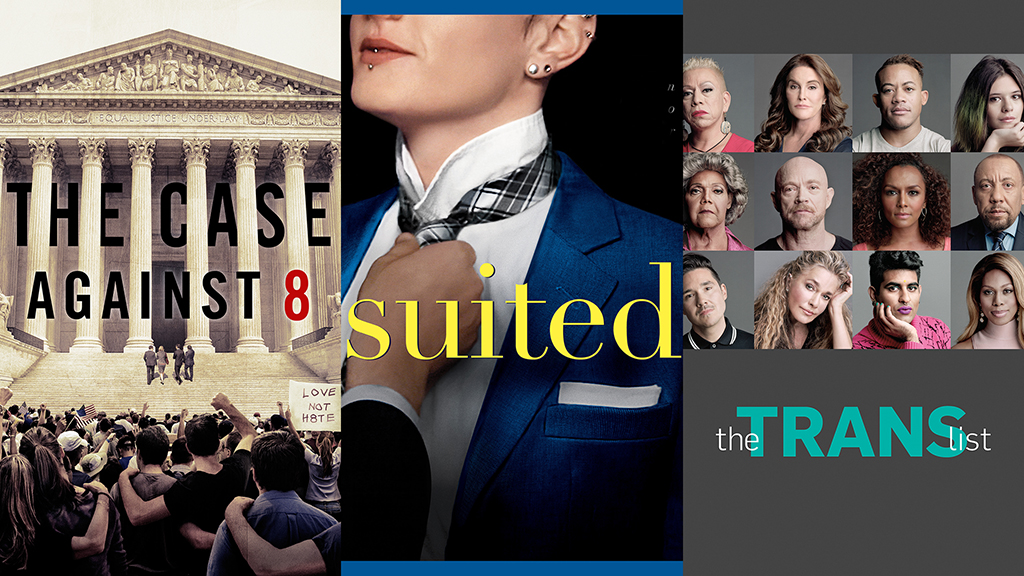 EQUAL JUSTICE UNDER LAW
THE CASE
AGAINST 8
LOVE
NOT
H8TE
suited
the TRANS list